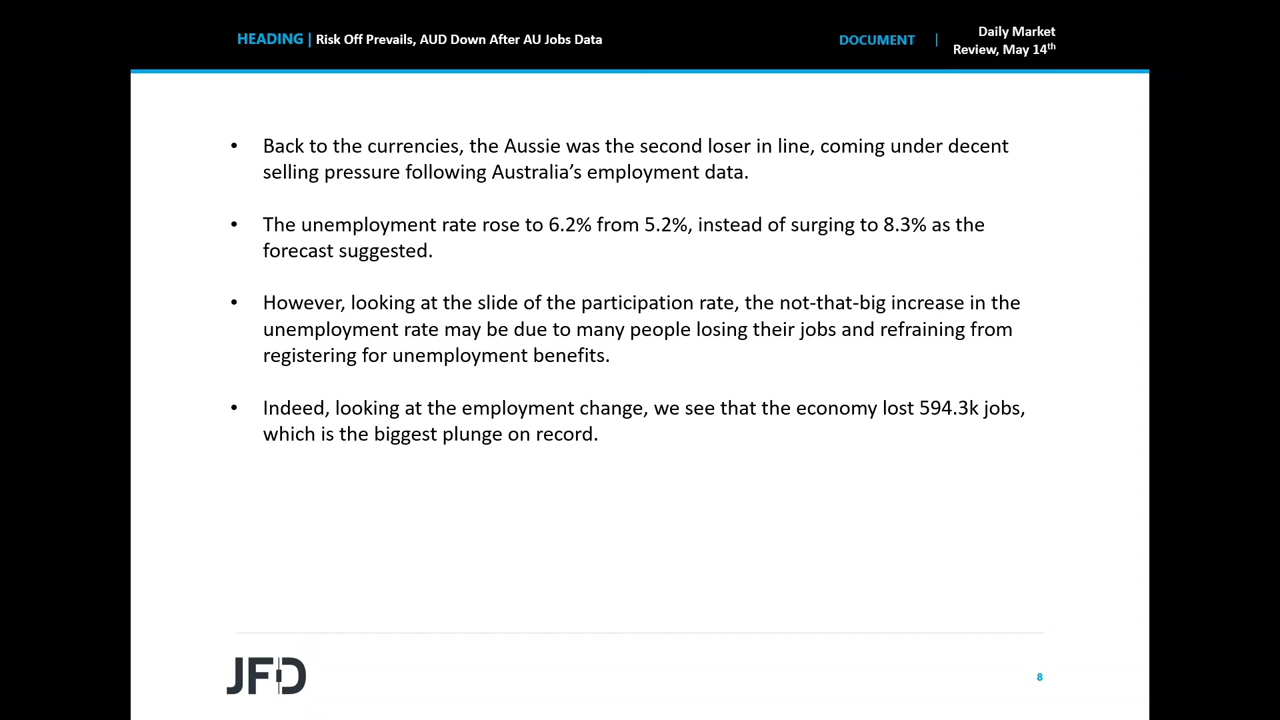 HEADING | Risk Off Prevails, AUD Down After AU Jobs Data
DOCUMENT |
Daily Market
Review, May 14th
• Back to the currencies, the Aussie was the second loser in line, coming under decent
selling pressure following Australia’s employment data.
• The unemployment rate rose to 6.2% from 5.2%, instead of surging to 8.3% as the
forecast suggested.
• However, looking at the slide of the participation rate, the not-that-big increase in the
unemployment rate may be due to many people losing their jobs and refraining from
registering for unemployment benefits.
• Indeed, looking at the employment change, we see that the economy lost 594.3k jobs,
which is the biggest plunge on record.
JFD
8